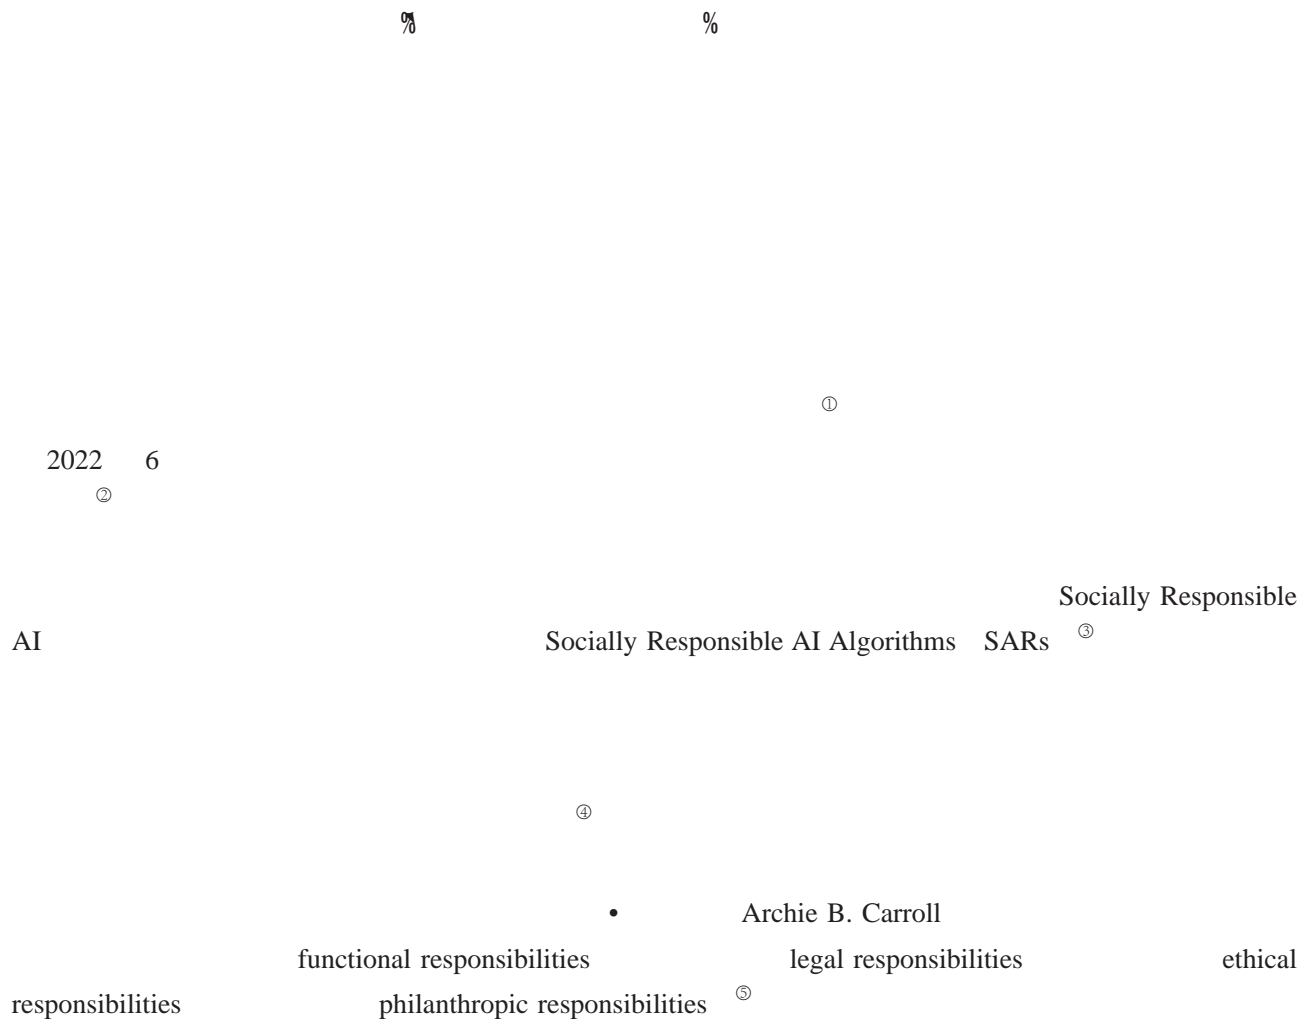 % %
①
2022 6
②
Socially Responsible
AI Socially Responsible AI Algorithms SARs ③
④
• Archie B. Carroll
functional responsibilities legal responsibilities ethical
responsibilities philanthropic responsibilities ⑤